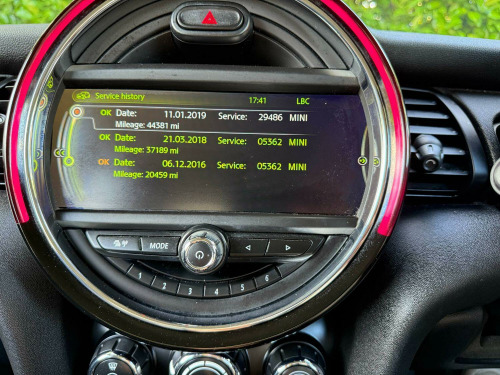 Service history 17:41 LBC
OK Date: 11.01.2019 Service: 29486 MINI
Mileage: 44381 mi
OK Date: 21.03.2018 Service: 05362 MINI
Mileage: 37189 mi
OK Date: 06.12.2016 Service: 05362 MINI
Mileage: 20459 mi
MODE
1 2 3 4 5 6